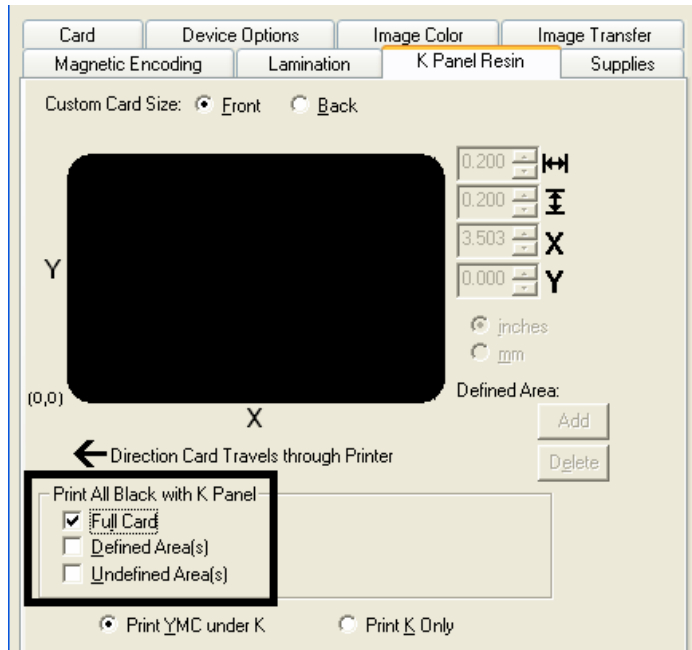 Card Device Options Image Color Image Transfer
Magnetic Encoding Lamination K Panel Resin Supplies
Custom Card Size: Front Back
0.200
0.200
3.503 X
Y 0.000 Y
inches
mm
(0,0) Defined Area:
X Add
Direction Card Travels through Printer Delete
Print All Black with K Panel
Full Card
Defined Area(s)
Undefined Area(s)
Print YMC under K Print K Only